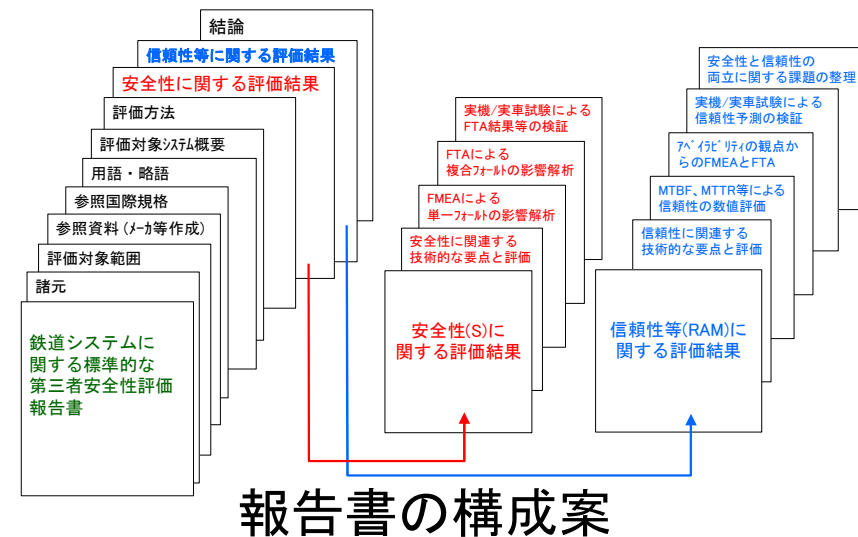 結論
信頼性等に関する評価結果
安全性に関する評価結果
評価方法
評価対象ｼｽﾃﾑ概要
用語・略語
参照国際規格
参照資料(ﾒｰｶ等作成)
評価対象範囲
諸元
鉄道システムに
関する標準的な
第三者安全性評価
報告書
実機/実車試験による
FTA結果等の検証
FTAによる
複合ﾌｫｰﾙﾄの影響解析
FMEAによる
単一ﾌｫｰﾙﾄの影響解析
安全性に関連する
技術的な要点と評価
安全性(S)に
関する評価結果
安全性と信頼性の
両立に関する課題の整理
実機/実車試験による
信頼性予測の検証
ｱﾍﾞｲﾗﾋﾞﾘﾃｨの観点か
らのFMEAとFTA
MTBF、MTTR等による
信頼性の数値評価
信頼性に関連する
技術的な要点と評価
信頼性等(RAM)に
関する評価結果
報告書の構成案